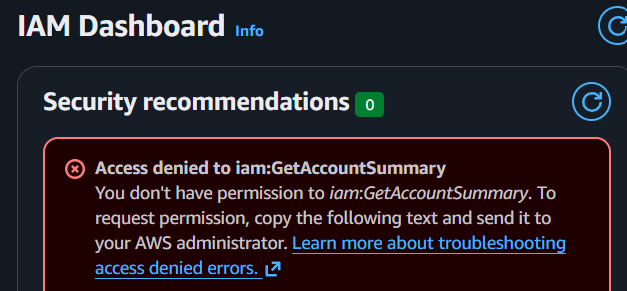 IAM Dashboard Info
Security recommendations 0
Access denied to iam:GetAccountSummary
You don't have permission to iam:GetAccountSummary. To
request permission, copy the following text and send it to
your AWS administrator. Learn more about troubleshooting
access denied errors.